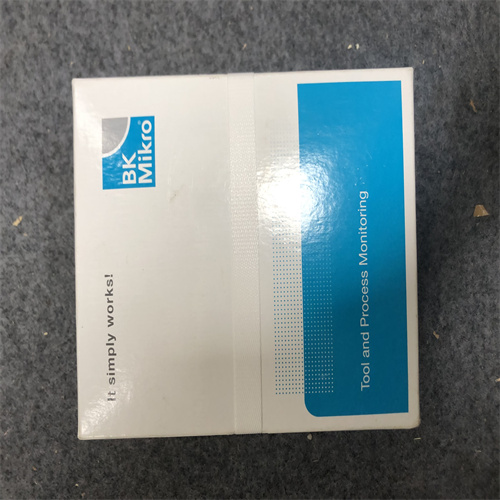 BK
Mikro®
It simply works!
Tool and Process Monitoring